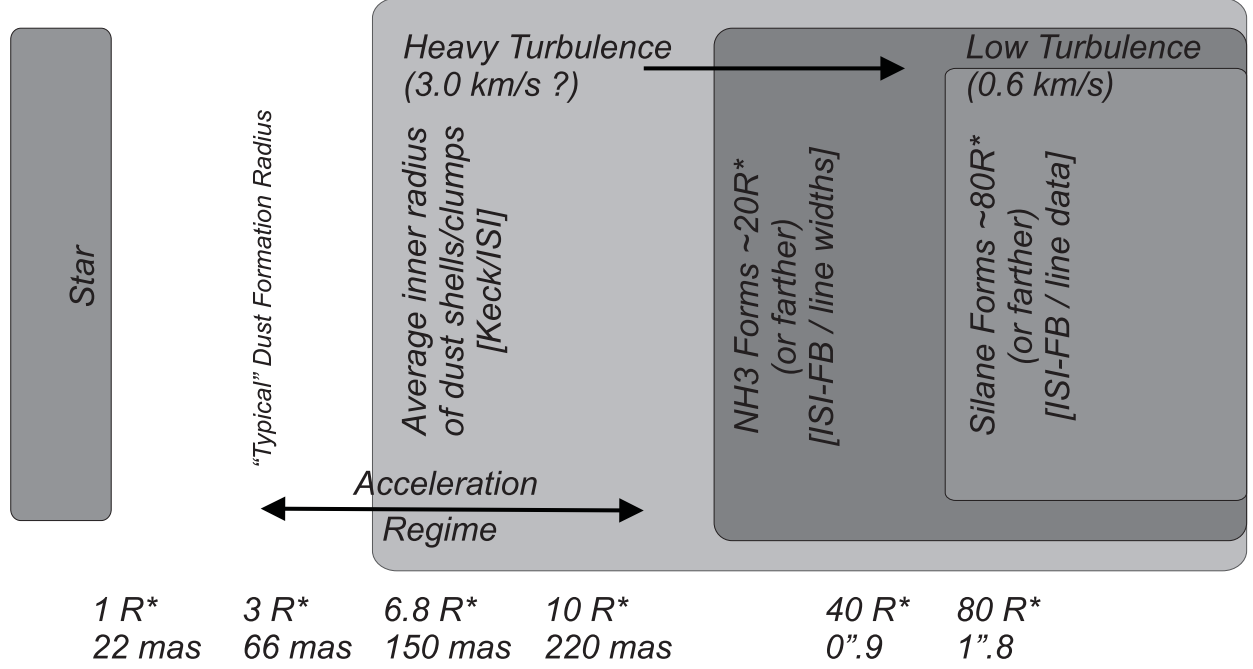 Heavy Turbulence
(3.0 km/s ?)
Low Turbulence
(0.6 km/s)
Star
“Typical” Dust Formation Radius
Average inner radius
of dust shells/clumps
[Keck/ISI]
NH3 Forms ~20R*
(or farther)
[ISI-FB / line widths]
Silane Forms ~80R*
(or farther)
[ISI-FB / line data]
Acceleration
Regime
1 R*
22 mas
3 R*
66 mas
6.8 R*
150 mas
10 R*
220 mas
40 R*
0”.9
80 R*
1”.8